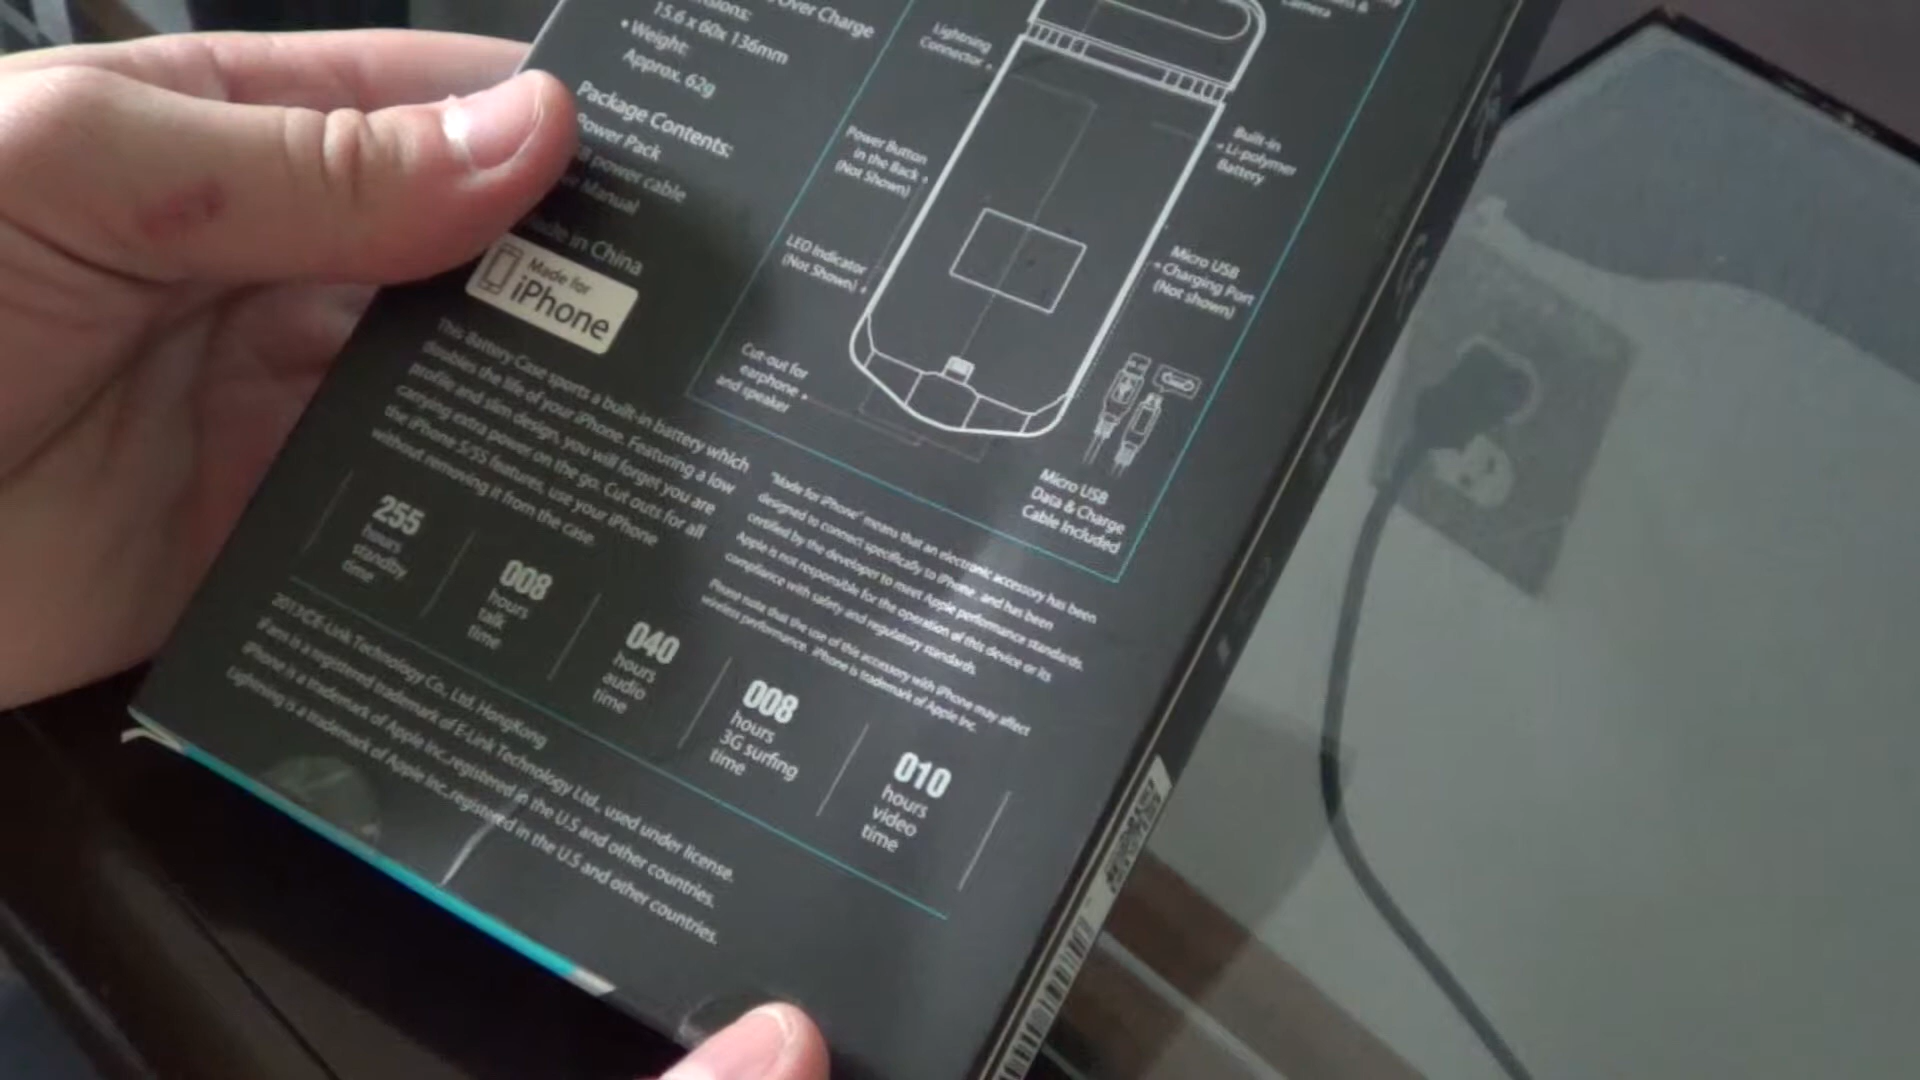 Over Charge
15.6 x 60x 136mm
• Weight:
Approx. 62g
Package Contents:
Power Pack
power cable
Manual
Made in China
Made for
iPhone
Lightning
Connector
Camera
Power Button
in the Back
(Not Shown)
Built-in
Li-polymer
Battery
LED Indicator
(Not Shown)
Micro USB
Charging Port
(Not shown)
Cut-out for
earphone
and speaker
Micro USB
Data & Charge
Cable Included
This Battery Case sports a built-in battery which
doubles the life of your iPhone. Featuring a low
profile and slim design, you will forget you are
carrying extra power on the go. Cut outs for all
the iPhone 5/5S features, use your iPhone
without removing it from the case.
"Made for iPhone" means that an electronic accessory has been
designed to connect specifically to iPhone, and has been
certified by the developer to meet Apple performance standards.
Apple is not responsible for the operation of this device or its
compliance with safety and regulatory standards.
Please note that the use of this accessory with iPhone may affect
wireless performance. iPhone is trademark of Apple Inc.
255
hours
standby
time
008
hours
talk
time
040
hours
audio
time
008
hours
3G surfing
time
010
hours
video
time
2013©E-Link Technology Co., Ltd. HongKong
iFans is a registered trademark of E-Link Technology Ltd., used under license.
iPhone is a trademark of Apple Inc.,registered in the U.S and other countries.
Lightning is a trademark of Apple Inc.,registered in the U.S and other countries.